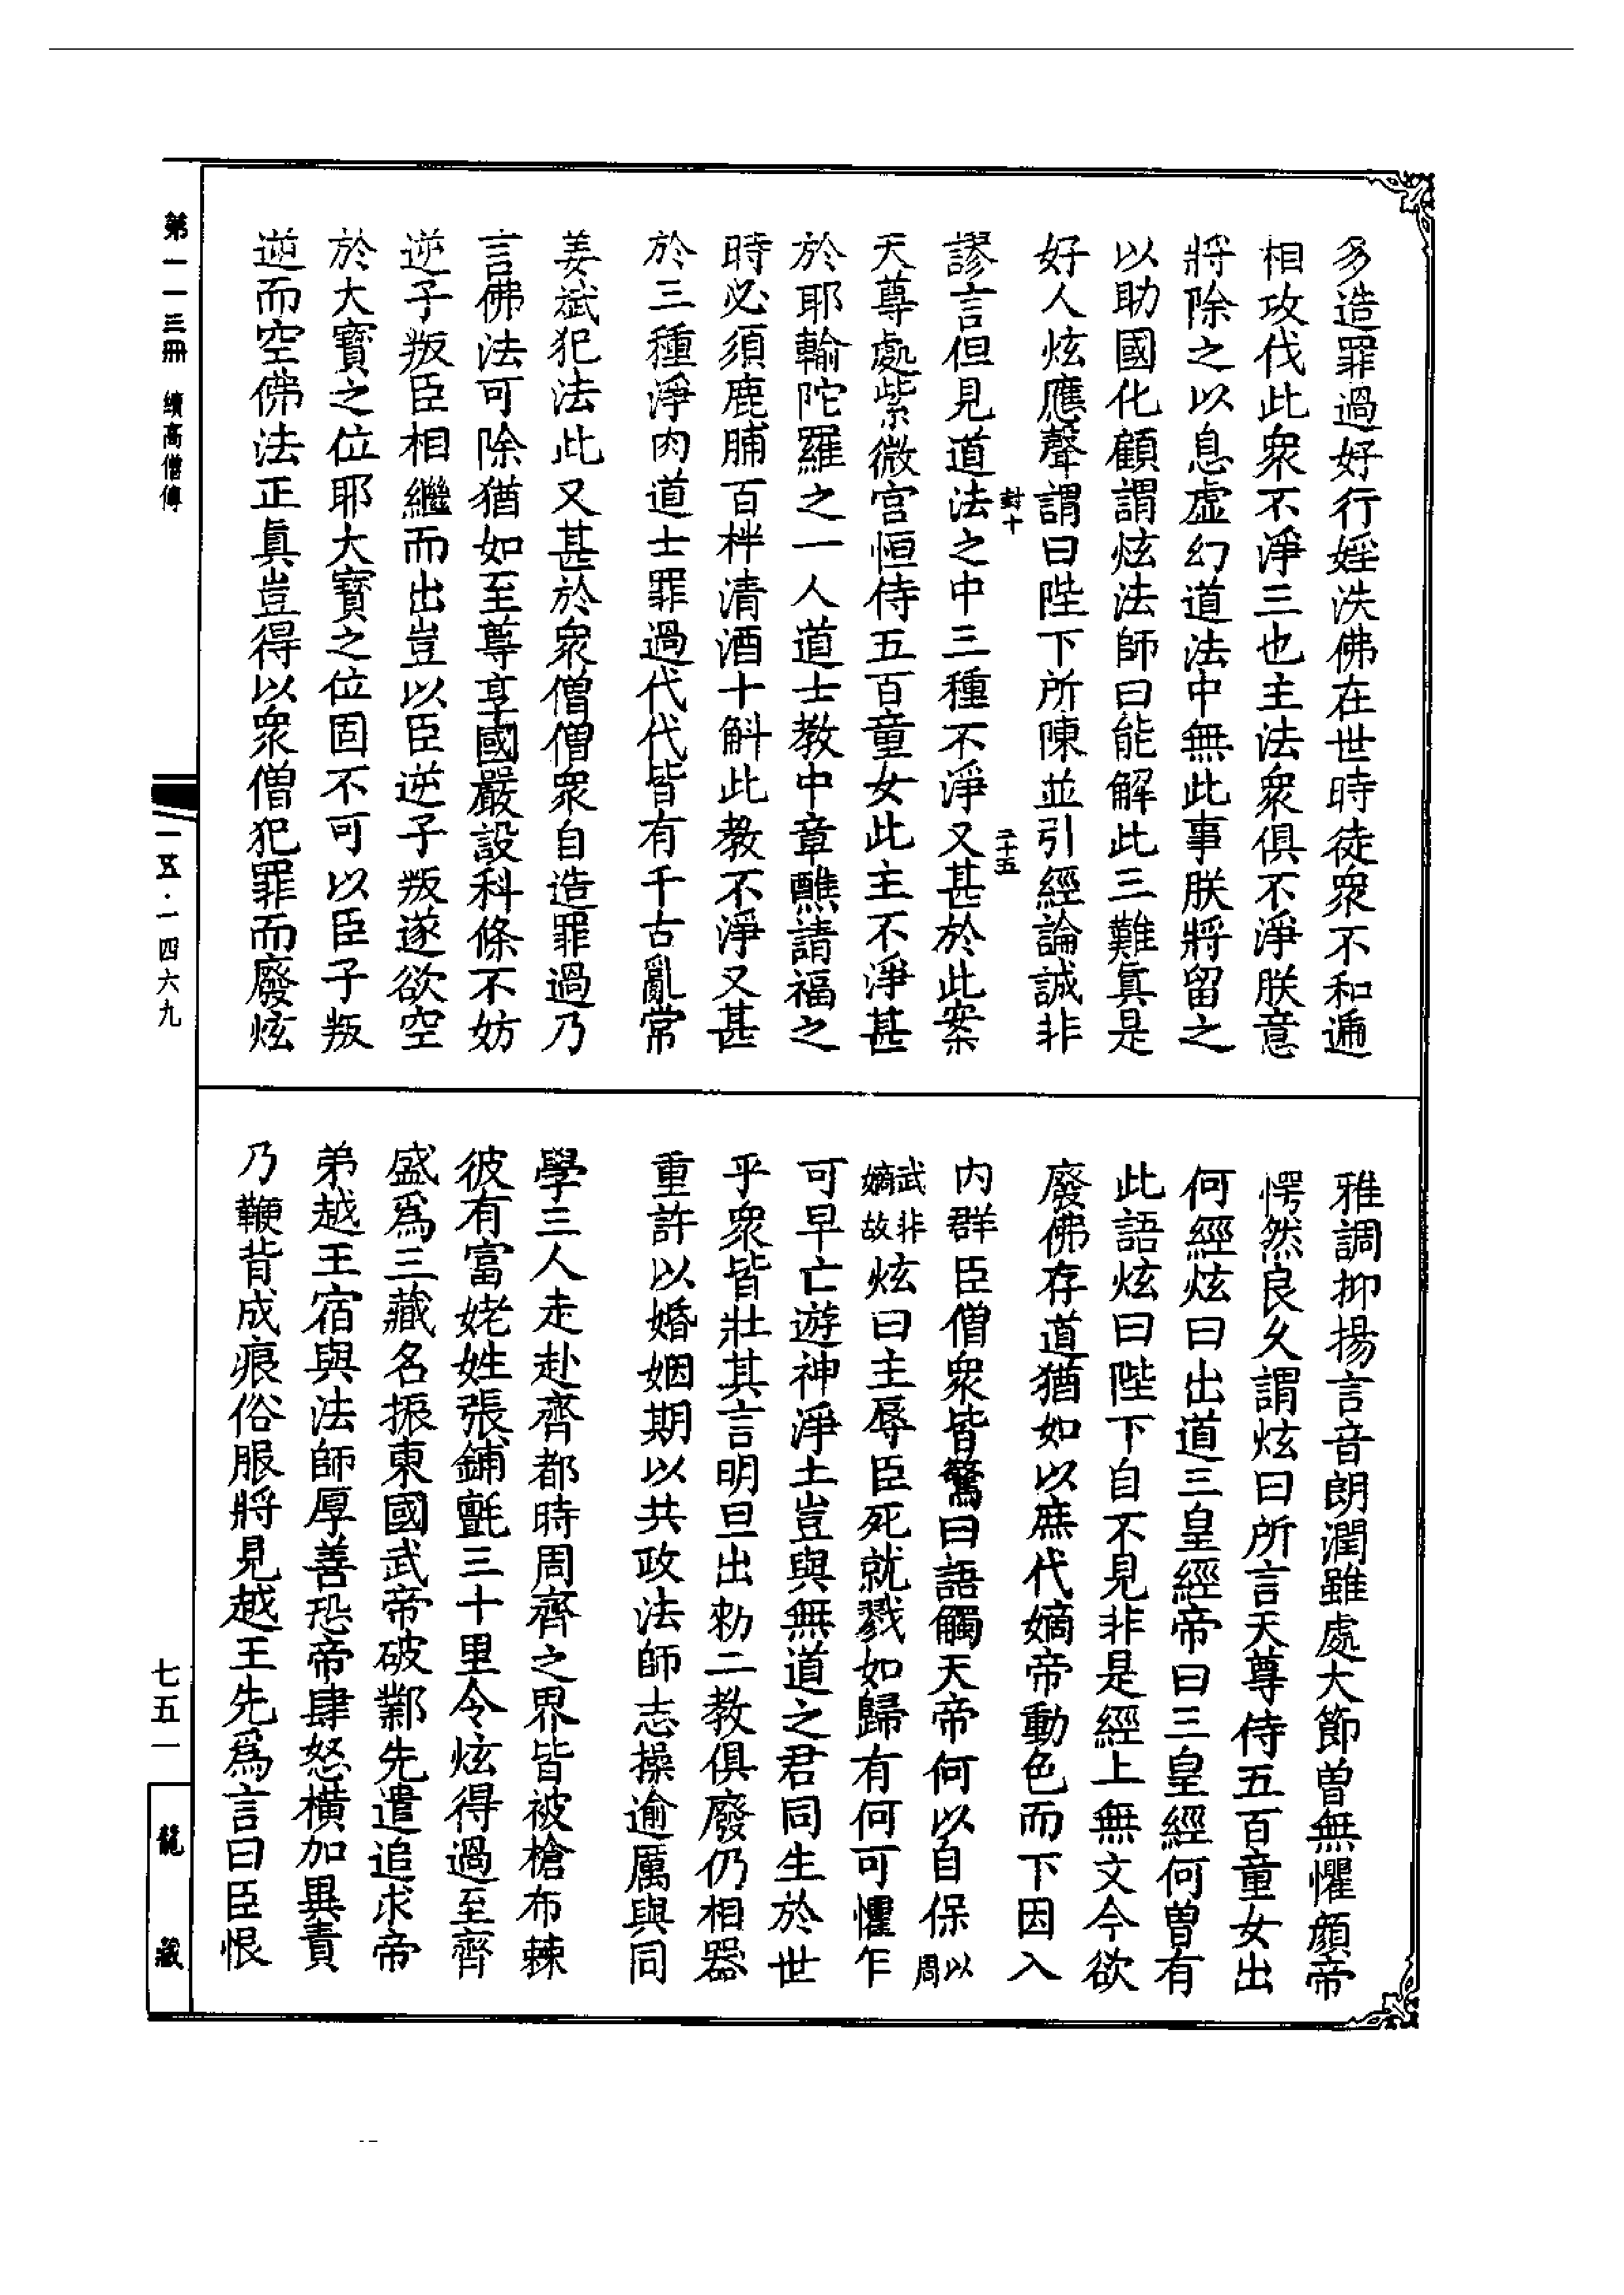 多造罪過好行婬泆佛在世時徒衆不和遞
相攻伐此衆不淨三也主法衆俱不淨朕意
將除之以息虛幻道法中無此事朕將留之
以助國化顧謂炫法師曰能解此三難真是
好人炫應聲謂曰陛下所陳並引經論誠非
封十
二十五
謬言但見道法之中三種不淨又甚於此案
天尊處紫微宮恒侍五百童女此主不淨甚
於耶輸陀羅之一人道士教中章醮請福之
時必須鹿脯百柈清酒十斛此教不淨又甚
於三種淨肉道士罪過代代皆有千古亂常
姜斌犯法此又甚於衆僧僧衆自造罪過乃
言佛法可除猶如至尊享國嚴設科條不妨
逆子叛臣相繼而出豈以臣逆子叛遂欲空
於大寶之位耶大寶之位固不可以臣子叛
逆而空佛法正真豈得以衆僧犯罪而廢炫
雅調抑揚言音朗潤雖處大節曾無懼顏帝
愕然良久謂炫曰所言天尊侍五百童女出
何經炫曰出道三皇經帝曰三皇經何曾有
此語炫曰陛下自不見非是經上無文今欲
廢佛存道猶如以庶代嫡帝動色而下因入
内群臣僧衆皆驚曰語觸天帝何以自保以周
武非嫡故炫曰主辱臣死就戮如歸有何可懼乍
可早亡遊神淨土豈與無道之君同生於世
乎衆皆壯其言明旦出勑二教俱廢仍相器
重許以婚姻期以共政法師志操逾厲與同
學三人走赴齊都時周齊之界皆被槍布棘
彼有富姥姓張鋪氈三十里令炫得過至齊
盛爲三藏名振東國武帝破鄴先遣追求帝
弟越王宿與法師厚善恐帝肆怒橫加異責
乃鞭背成痕俗服將見越王先爲言曰臣恨
第一一三冊 續高僧傳
一五·一四六九
七五一
龍藏